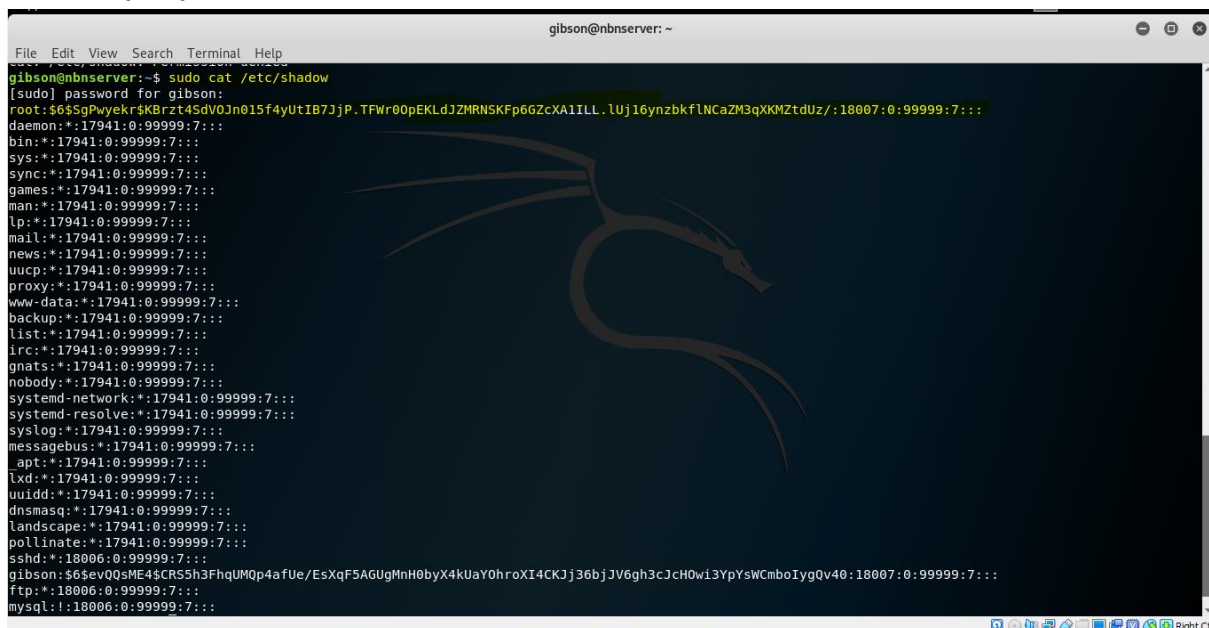 gibson@nbnserver: ~
File Edit View Search Terminal Help
cat: /etc/shadow: Permission denied
gibson@nbnserver:~$ sudo cat /etc/shadow
[sudo] password for gibson:
root:$6$SgPwyekr$KBrzt4SdVOJn015f4yUtIB7JjP.TFWr0OpEKLdJZMRNSKFp6GZcXA1ILL.lUj16ynzbkflNCaZM3qXKMZtdUz/:18007:0:99999:7:::
daemon:*:17941:0:99999:7:::
bin:*:17941:0:99999:7:::
sys:*:17941:0:99999:7:::
sync:*:17941:0:99999:7:::
games:*:17941:0:99999:7:::
man:*:17941:0:99999:7:::
lp:*:17941:0:99999:7:::
mail:*:17941:0:99999:7:::
news:*:17941:0:99999:7:::
uucp:*:17941:0:99999:7:::
proxy:*:17941:0:99999:7:::
www-data:*:17941:0:99999:7:::
backup:*:17941:0:99999:7:::
list:*:17941:0:99999:7:::
irc:*:17941:0:99999:7:::
gnats:*:17941:0:99999:7:::
nobody:*:17941:0:99999:7:::
systemd-network:*:17941:0:99999:7:::
systemd-resolve:*:17941:0:99999:7:::
syslog:*:17941:0:99999:7:::
messagebus:*:17941:0:99999:7:::
_apt:*:17941:0:99999:7:::
lxd:*:17941:0:99999:7:::
uuidd:*:17941:0:99999:7:::
dnsmasq:*:17941:0:99999:7:::
landscape:*:17941:0:99999:7:::
pollinate:*:17941:0:99999:7:::
sshd:*:18006:0:99999:7:::
gibson:$6$evQQsME4$CRS5h3FhqUMQp4afUe/EsXqF5AGUgMnH0byX4kUaYOhroXI4CKJj36bjJV6gh3cJcHOwi3YpYsWCmboIygQv40:18007:0:99999:7:::
ftp:*:18006:0:99999:7:::
mysql:!:18006:0:99999:7:::
Right C